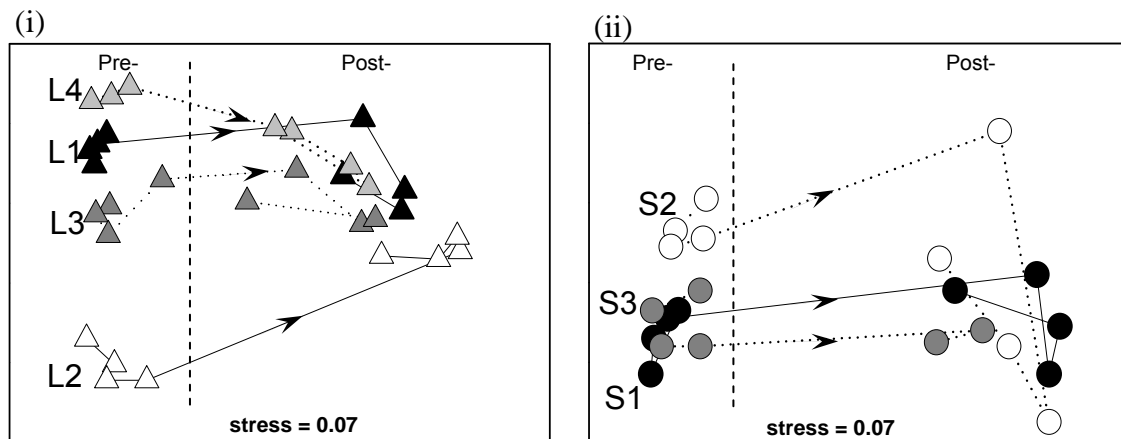 (i)
Pre- Post-
L4
L1
L3
L2
stress = 0.07
(ii)
Pre- Post-
S2
S3
S1
stress = 0.07